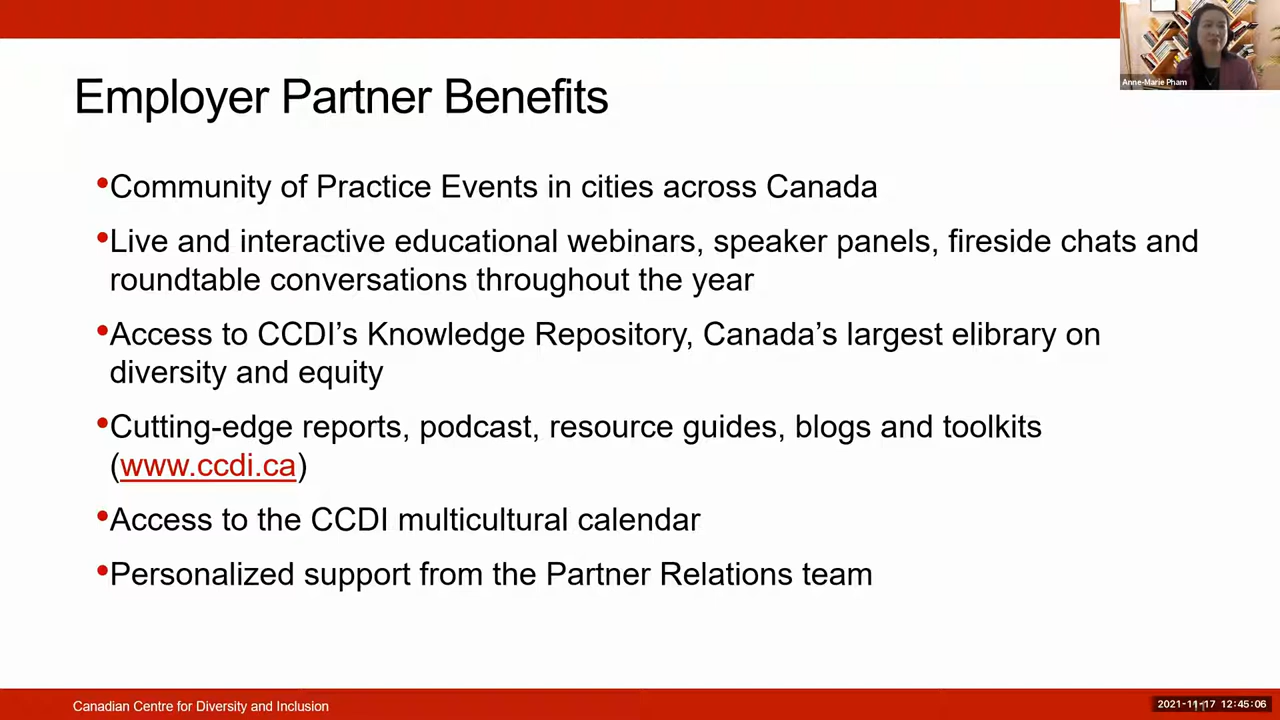 Anne-Marie Pham
Employer Partner Benefits
•Community of Practice Events in cities across Canada
•Live and interactive educational webinars, speaker panels, fireside chats and
roundtable conversations throughout the year
•Access to CCDI’s Knowledge Repository, Canada’s largest elibrary on
diversity and equity
•Cutting-edge reports, podcast, resource guides, blogs and toolkits
(www.ccdi.ca)
•Access to the CCDI multicultural calendar
•Personalized support from the Partner Relations team
Canadian Centre for Diversity and Inclusion
2021-11-17 12:45:06